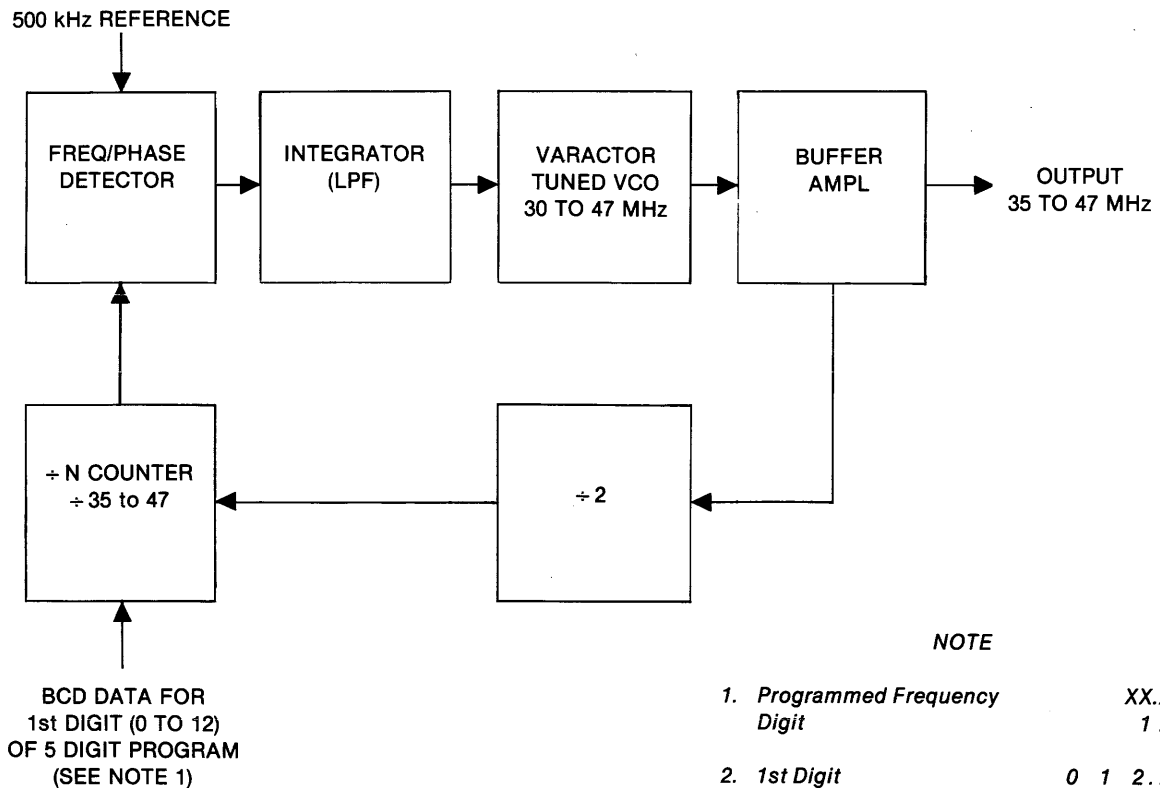 500 kHz REFERENCE
FREQ/PHASE
DETECTOR
INTEGRATOR
(LPF)
VARACTOR
TUNED VCO
30 TO 47 MHz
BUFFER
AMPL
OUTPUT
35 TO 47 MHz
÷ N COUNTER
÷ 35 to 47
÷ 2
BCD DATA FOR
1st DIGIT (0 TO 12)
OF 5 DIGIT PROGRAM
(SEE NOTE 1)
NOTE
1. Programmed Frequency XX.
Digit 1
2. 1st Digit 0 1 2..